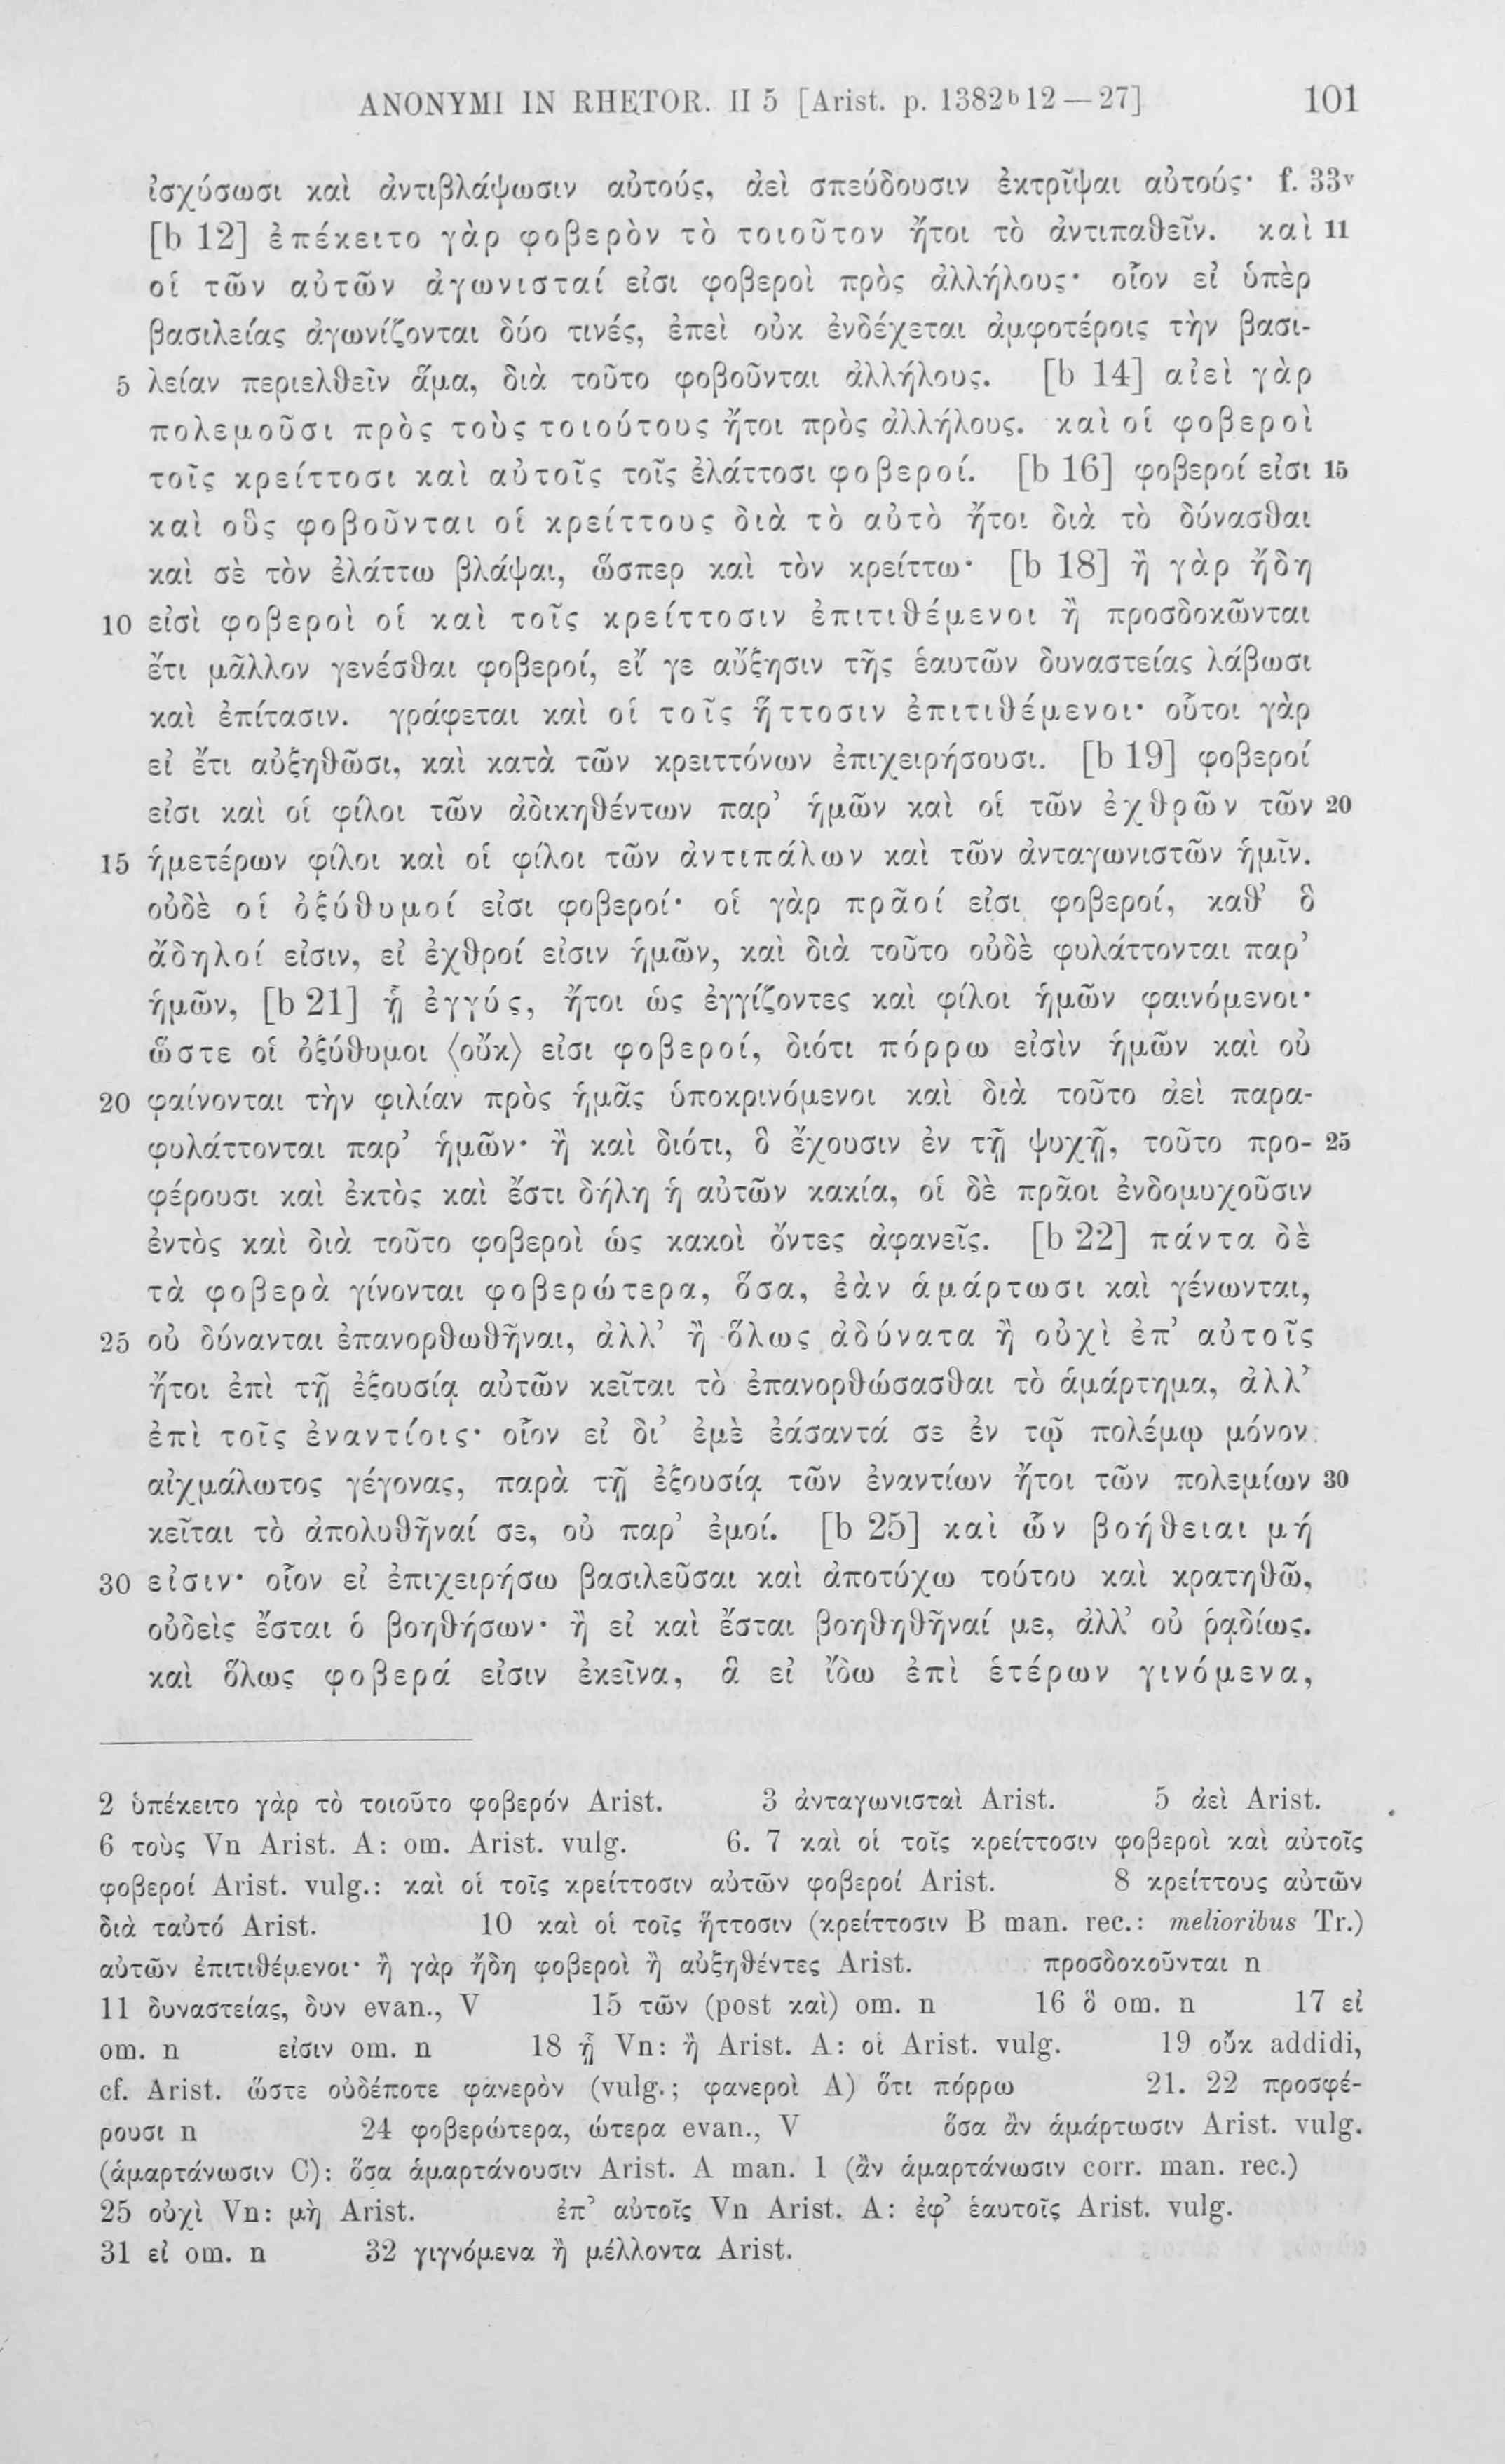 ANONYMI IN RHETOR. II 5 [Arist. p. 1382ᵇ12 — 27] 101
ἰσχύσωσι καὶ ἀντιβλάψωσιν αὐτούς, ἀεὶ σπεύδουσιν ἐκτρῖψαι αὐτούς· f. 33ᵛ
[b 12] ἐπέκειτο γὰρ φοβερὸν τὸ τοιοῦτον ἤτοι τὸ ἀντιπαθεῖν. καὶ 11
οἱ τῶν αὐτῶν ἀγωνισταί εἰσι φοβεροὶ πρὸς ἀλλήλους· οἷον εἰ ὑπὲρ
βασιλείας ἀγωνίζονται δύο τινές, ἐπεὶ οὐκ ἐνδέχεται ἀμφοτέροις τὴν βασι-
5 λείαν περιελθεῖν ἅμα, διὰ τοῦτο φοβοῦνται ἀλλήλους. [b 14] αἰεὶ γὰρ
πολεμοῦσι πρὸς τοὺς τοιούτους ἤτοι πρὸς ἀλλήλους. καὶ οἱ φοβεροὶ
τοῖς κρείττοσι καὶ αὐτοῖς τοῖς ἐλάττοσι φοβεροί. [b 16] φοβεροί εἰσι 15
καὶ οὓς φοβοῦνται οἱ κρείττους διὰ τὸ αὐτὸ ἤτοι διὰ τὸ δύνασθαι
καὶ σὲ τὸν ἐλάττω βλάψαι, ὥσπερ καὶ τὸν κρείττω· [b 18] ἢ γὰρ ἤδη
10 εἰσὶ φοβεροὶ οἱ καὶ τοῖς κρείττοσιν ἐπιτιθέμενοι ἢ προσδοκῶνται
ἔτι μᾶλλον γενέσθαι φοβεροί, εἴ γε αὔξησιν τῆς ἑαυτῶν δυναστείας λάβωσι
καὶ ἐπίτασιν. γράφεται καὶ οἱ τοῖς ἥττοσιν ἐπιτιθέμενοι· οὗτοι γὰρ
εἰ ἔτι αὐξηθῶσι, καὶ κατὰ τῶν κρειττόνων ἐπιχειρήσουσι. [b 19] φοβεροί
εἰσι καὶ οἱ φίλοι τῶν ἀδικηθέντων παρ’ ἡμῶν καὶ οἱ τῶν ἐχθρῶν τῶν 20
15 ἡμετέρων φίλοι καὶ οἱ φίλοι τῶν ἀντιπάλων καὶ τῶν ἀνταγωνιστῶν ἡμῖν.
οὐδὲ οἱ ὀξύθυμοί εἰσι φοβεροί· οἱ γὰρ πρᾶοί εἰσι φοβεροί, καθ’ ὃ
ἄδηλοί εἰσιν, εἰ ἐχθροί εἰσιν ἡμῶν, καὶ διὰ τοῦτο οὐδὲ φυλάττονται παρ’
ἡμῶν, [b 21] ᾗ ἐγγύς, ἤτοι ὡς ἐγγίζοντες καὶ φίλοι ἡμῶν φαινόμενοι·
ὥστε οἱ ὀξύθυμοι ⟨οὔκ⟩ εἰσι φοβεροί, διότι πόρρω εἰσὶν ἡμῶν καὶ οὐ
20 φαίνονται τὴν φιλίαν πρὸς ἡμᾶς ὑποκρινόμενοι καὶ διὰ τοῦτο ἀεὶ παρα-
φυλάττονται παρ’ ἡμῶν· ἢ καὶ διότι, ὃ ἔχουσιν ἐν τῇ ψυχῇ, τοῦτο προ- 25
φέρουσι καὶ ἐκτὸς καὶ ἔστι δήλη ἡ αὐτῶν κακία, οἱ δὲ πρᾶοι ἐνδομυχοῦσιν
ἐντὸς καὶ διὰ τοῦτο φοβεροὶ ὡς κακοὶ ὄντες ἀφανεῖς. [b 22] πάντα δὲ
τὰ φοβερὰ γίνονται φοβερώτερα, ὅσα, ἐὰν ἁμάρτωσι καὶ γένωνται,
25 οὐ δύνανται ἐπανορθωθῆναι, ἀλλ’ ἢ ὅλως ἀδύνατα ἢ οὐχὶ ἐπ’ αὐτοῖς
ἤτοι ἐπὶ τῇ ἐξουσίᾳ αὐτῶν κεῖται τὸ ἐπανορθώσασθαι τὸ ἁμάρτημα, ἀλλ’
ἐπὶ τοῖς ἐναντίοις· οἷον εἰ δι’ ἐμὲ ἐάσαντά σε ἐν τῷ πολέμῳ μόνον
αἰχμάλωτος γέγονας, παρὰ τῇ ἐξουσίᾳ τῶν ἐναντίων ἤτοι τῶν πολεμίων 30
κεῖται τὸ ἀπολυθῆναί σε, οὐ παρ’ ἐμοί. [b 25] καὶ ὧν βοήθειαι μή
30 εἰσιν· οἷον εἰ ἐπιχειρήσω βασιλεῦσαι καὶ ἀποτύχω τούτου καὶ κρατηθῶ,
οὐδεὶς ἔσται ὁ βοηθήσων· ἢ εἰ καὶ ἔσται βοηθηθῆναί με, ἀλλ’ οὐ ῥᾳδίως.
καὶ ὅλως φοβερά εἰσιν ἐκεῖνα, ἃ εἰ ἴδω ἐπὶ ἑτέρων γινόμενα,
2 ὑπέκειτο γὰρ τὸ τοιοῦτο φοβερόν Arist. 3 ἀνταγωνισταὶ Arist. 5 ἀεὶ Arist.
6 τοὺς Vn Arist. A: om. Arist. vulg. 6. 7 καὶ οἱ τοῖς κρείττοσιν φοβεροὶ καὶ αὐτοῖς
φοβεροί Arist. vulg.: καὶ οἱ τοῖς κρείττοσιν αὐτῶν φοβεροί Arist. 8 κρείττους αὐτῶν
διὰ ταὐτό Arist. 10 καὶ οἱ τοῖς ἥττοσιν (κρείττοσιν B man. rec.: melioribus Tr.)
αὐτῶν ἐπιτιθέμενοι· ἢ γὰρ ἤδη φοβεροὶ ἢ αὐξηθέντες Arist. προσδοκοῦνται n
11 δυναστείας, δυν evan., V 15 τῶν (post καὶ) om. n 16 ὃ om. n 17 εἰ
om. n εἰσιν om. n 18 ᾗ Vn: ἢ Arist. A: οἱ Arist. vulg. 19 οὔκ addidi,
cf. Arist. ὥστε οὐδέποτε φανερὸν (vulg.; φανεροὶ A) ὅτι πόρρω 21. 22 προσφέ-
ρουσι n 24 φοβερώτερα, ώτερα evan., V ὅσα ἂν ἁμάρτωσιν Arist. vulg.
(ἁμαρτάνωσιν C): ὅσα ἁμαρτάνουσιν Arist. A man. 1 (ἂν ἁμαρτάνωσιν corr. man. rec.)
25 οὐχὶ Vn: μὴ Arist. ἐπ’ αὐτοῖς Vn Arist. A: ἐφ’ ἑαυτοῖς Arist. vulg.
31 εἰ om. n 32 γιγνόμενα ἢ μέλλοντα Arist.